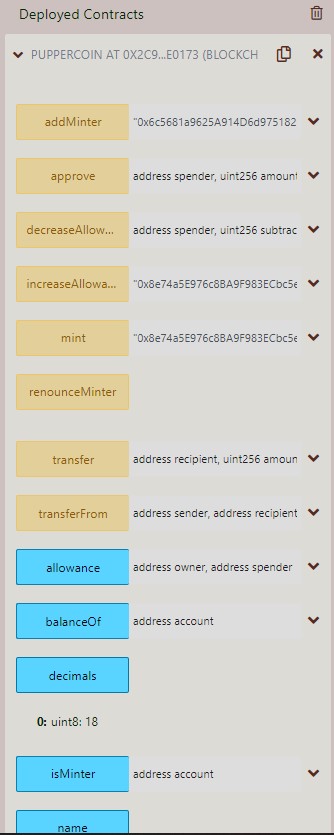 Deployed Contracts
PUPPERCOIN AT 0X2C9...E0173 (BLOCKCH
addMinter "0x6c5681a9625A914D6d975182
approve address spender, uint256 amount
decreaseAllow... address spender, uint256 subtrac
increaseAllowa... "0x8e74a5E976c8BA9F983ECbc5e
mint "0x8e74a5E976c8BA9F983ECbc5e
renounceMinter
transfer address recipient, uint256 amoun
transferFrom address sender, address recipient
allowance address owner, address spender
balanceOf address account
decimals
0: uint8: 18
isMinter address account
name